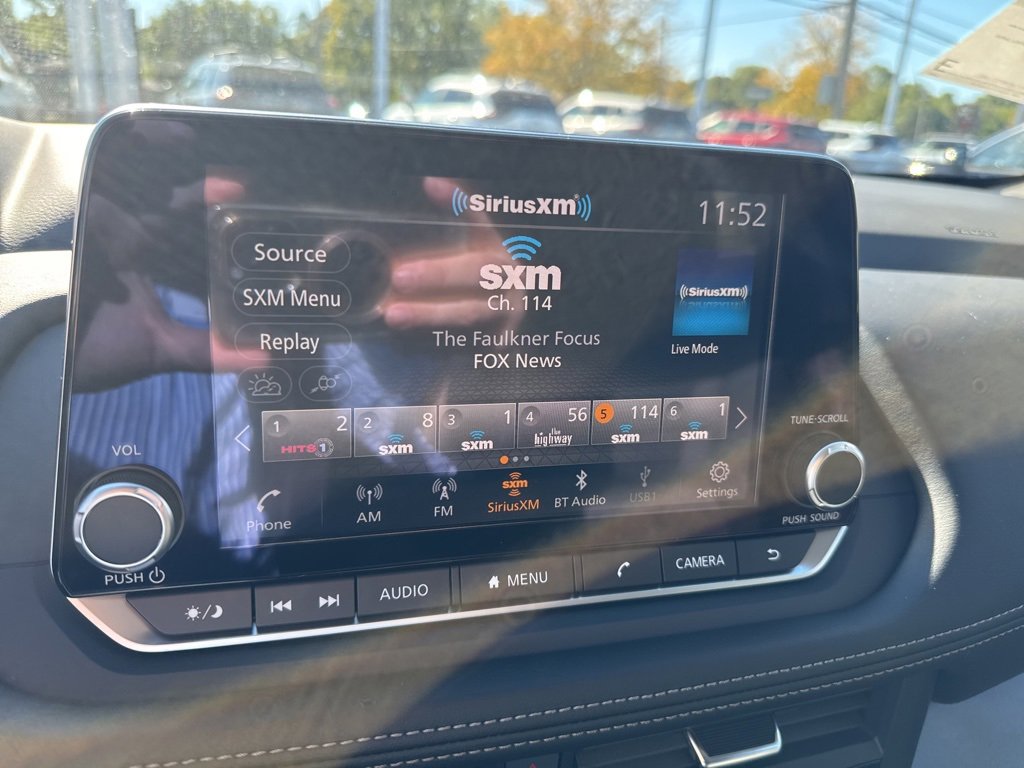 SiriusXM
11:52
Source
SXM Menu
Replay
sxm
Ch. 114
The Faulkner Focus
FOX News
SiriusXM
Live Mode
1 2 HITS 1
2 8 sxm
3 1 sxm
4 56 the highway
5 114 sxm
6 1 sxm
Phone
AM
FM
sxm
SiriusXM
BT Audio
USB1
Settings
VOL
PUSH
TUNE·SCROLL
PUSH SOUND
AUDIO
MENU
CAMERA